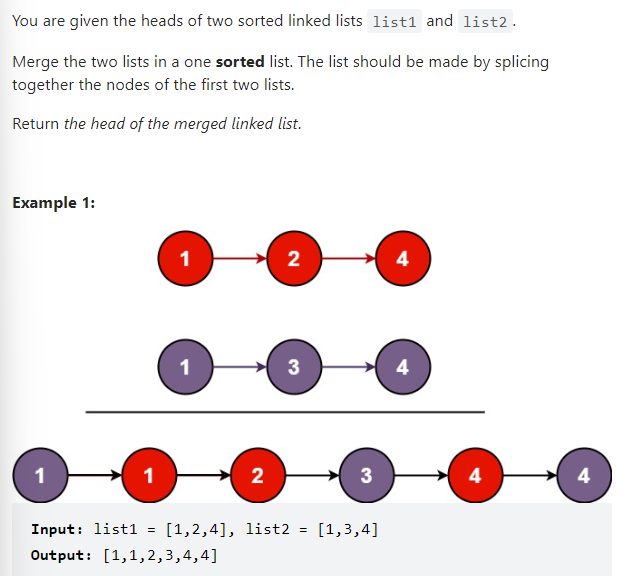 You are given the heads of two sorted linked lists list1 and list2 .
Merge the two lists in a one sorted list. The list should be made by splicing
together the nodes of the first two lists.
Return the head of the merged linked list.
Example 1:
1 2 4
1 3 4
1 1 2 3 4 4
Input: list1 = [1,2,4], list2 = [1,3,4]
Output: [1,1,2,3,4,4]